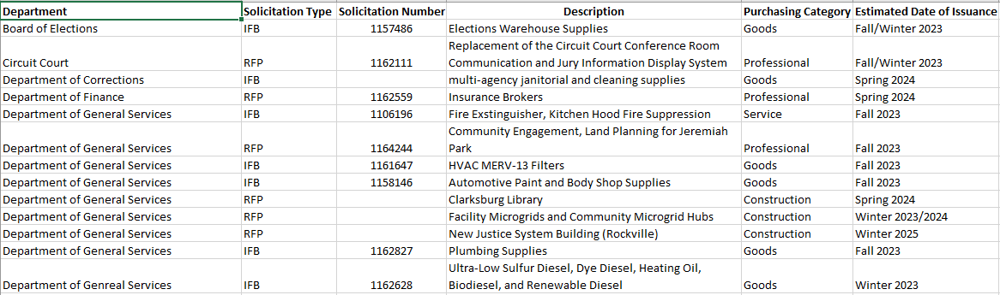 Department Solicitation Type Solicitation Number Description Purchasing Category Estimated Date of Issuance
Board of Elections IFB 1157486 Elections Warehouse Supplies Goods Fall/Winter 2023
Replacement of the Circuit Court Conference Room
Circuit Court RFP 1162111 Communication and Jury Information Display System Professional Fall/Winter 2023
Department of Corrections IFB multi-agency janitorial and cleaning supplies Goods Spring 2024
Department of Finance RFP 1162559 Insurance Brokers Professional Spring 2024
Department of General Services IFB 1106196 Fire Exstinguisher, Kitchen Hood Fire Suppression Service Fall 2023
Community Engagement, Land Planning for Jeremiah
Department of General Services RFP 1164244 Park Professional Fall 2023
Department of General Services IFB 1161647 HVAC MERV-13 Filters Goods Fall 2023
Department of General Services IFB 1158146 Automotive Paint and Body Shop Supplies Goods Fall 2023
Department of General Services RFP Clarksburg Library Construction Spring 2024
Department of General Services RFP Facility Microgrids and Community Microgrid Hubs Construction Winter 2023/2024
Department of General Services RFP New Justice System Building (Rockville) Construction Winter 2025
Department of General Services IFB 1162827 Plumbing Supplies Goods Fall 2023
Ultra-Low Sulfur Diesel, Dye Diesel, Heating Oil,
Department of Genreal Services IFB 1162628 Biodiesel, and Renewable Diesel Goods Winter 2023